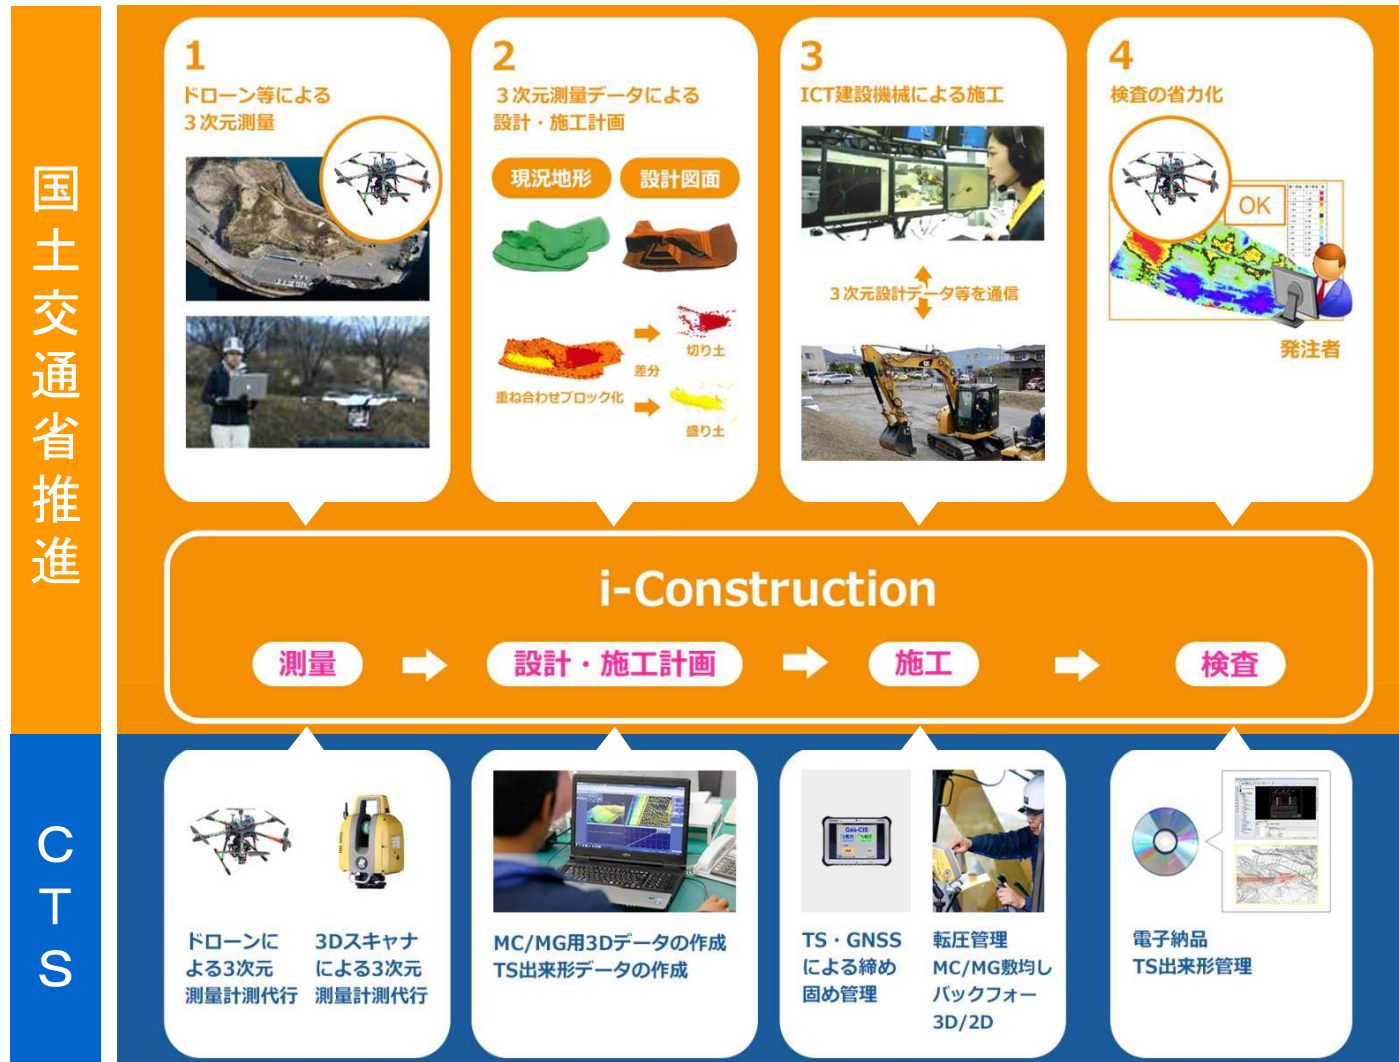 国土交通省推進
1
ドローン等による
３次元測量
2
３次元測量データによる
設計・施工計画
現況地形
設計図面
切り土
差分
重ね合わせブロック化
盛り土
3
ICT建設機械による施工
３次元設計データ等を通信
4
検査の省力化
OK
発注者
i-Construction
測量
設計・施工計画
施工
検査
CTS
ドローンに
よる3次元
測量計測代行
3Dスキャナ
による3次元
測量計測代行
MC/MG用3Dデータの作成
TS出来形データの作成
Geo-CIS
TS・GNSS
による締め
固め管理
転圧管理
MC/MG敷均し
バックフォー
3D/2D
電子納品
TS出来形管理